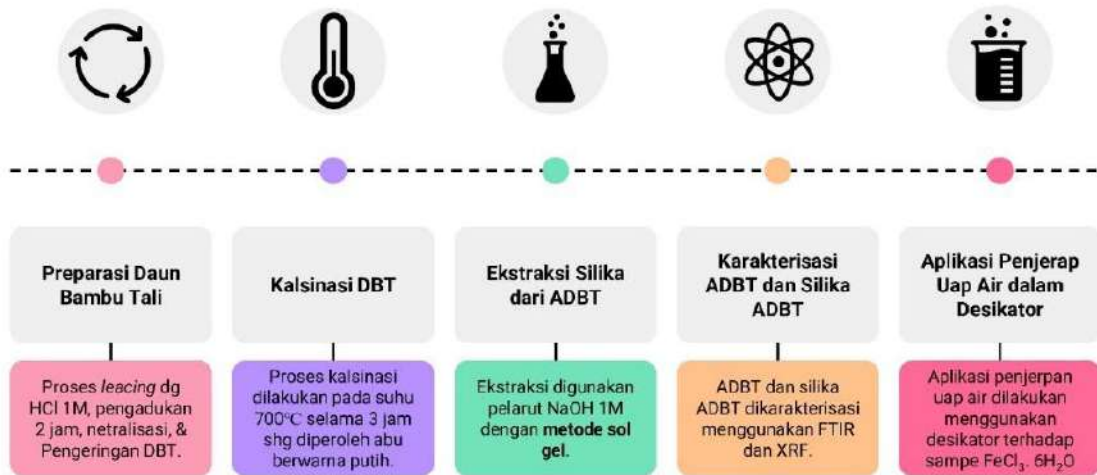 Preparasi Daun
Bambu Tali
Kalsinasi DBT
Ekstraksi Silika
dari ADBT
Karakterisasi
ADBT dan Silika
ADBT
Aplikasi Penjerap
Uap Air dalam
Desikator
Proses leacing dg
HCl 1M, pengadukan
2 jam, netralisasi, &
Pengeringan DBT.
Proses kalsinasi
dilakukan pada suhu
700°C selama 3 jam
shg diperoleh abu
berwarna putih.
Ekstraksi digunakan
pelarut NaOH 1M
dengan metode sol
gel.
ADBT dan silika
ADBT dikarakterisasi
menggunakan FTIR
dan XRF.
Aplikasi penjerpan
uap air dilakukan
menggunakan
desikator terhadap
sampe FeCl₃. 6H₂O